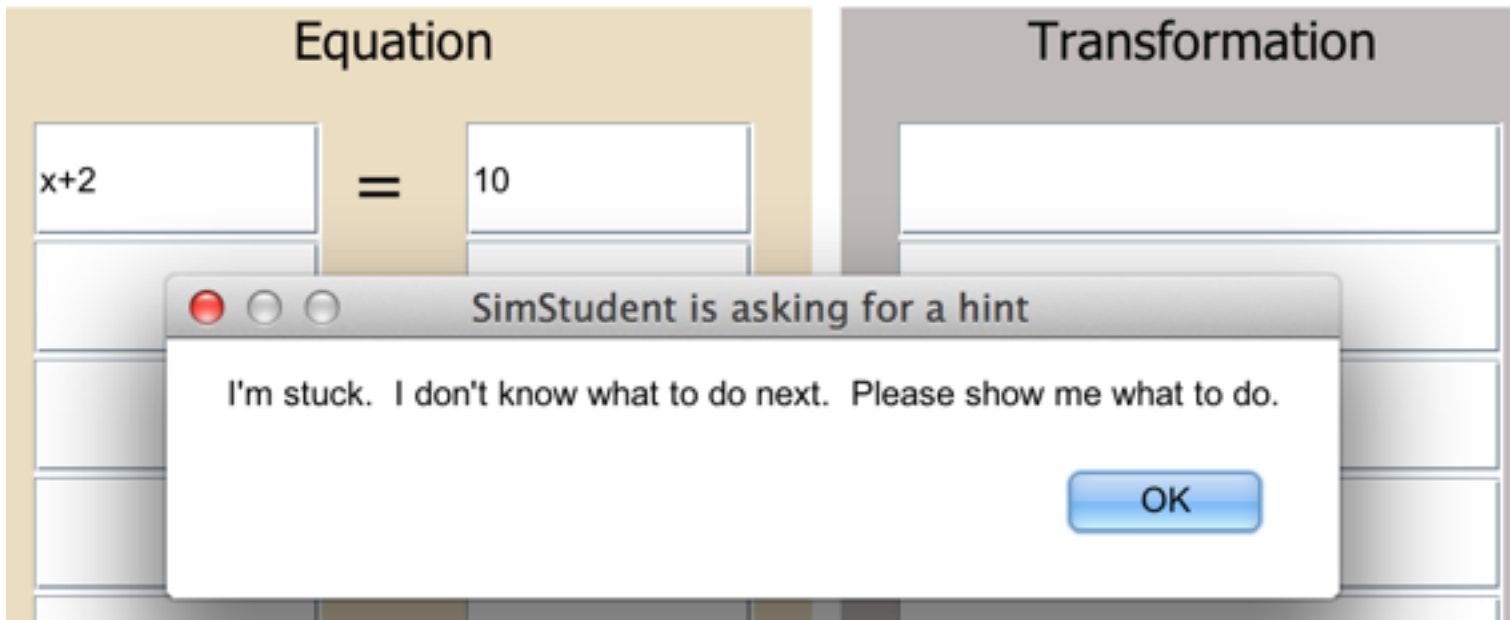 Equation
Transformation
x+2 = 10
SimStudent is asking for a hint
I'm stuck. I don't know what to do next. Please show me what to do.
OK